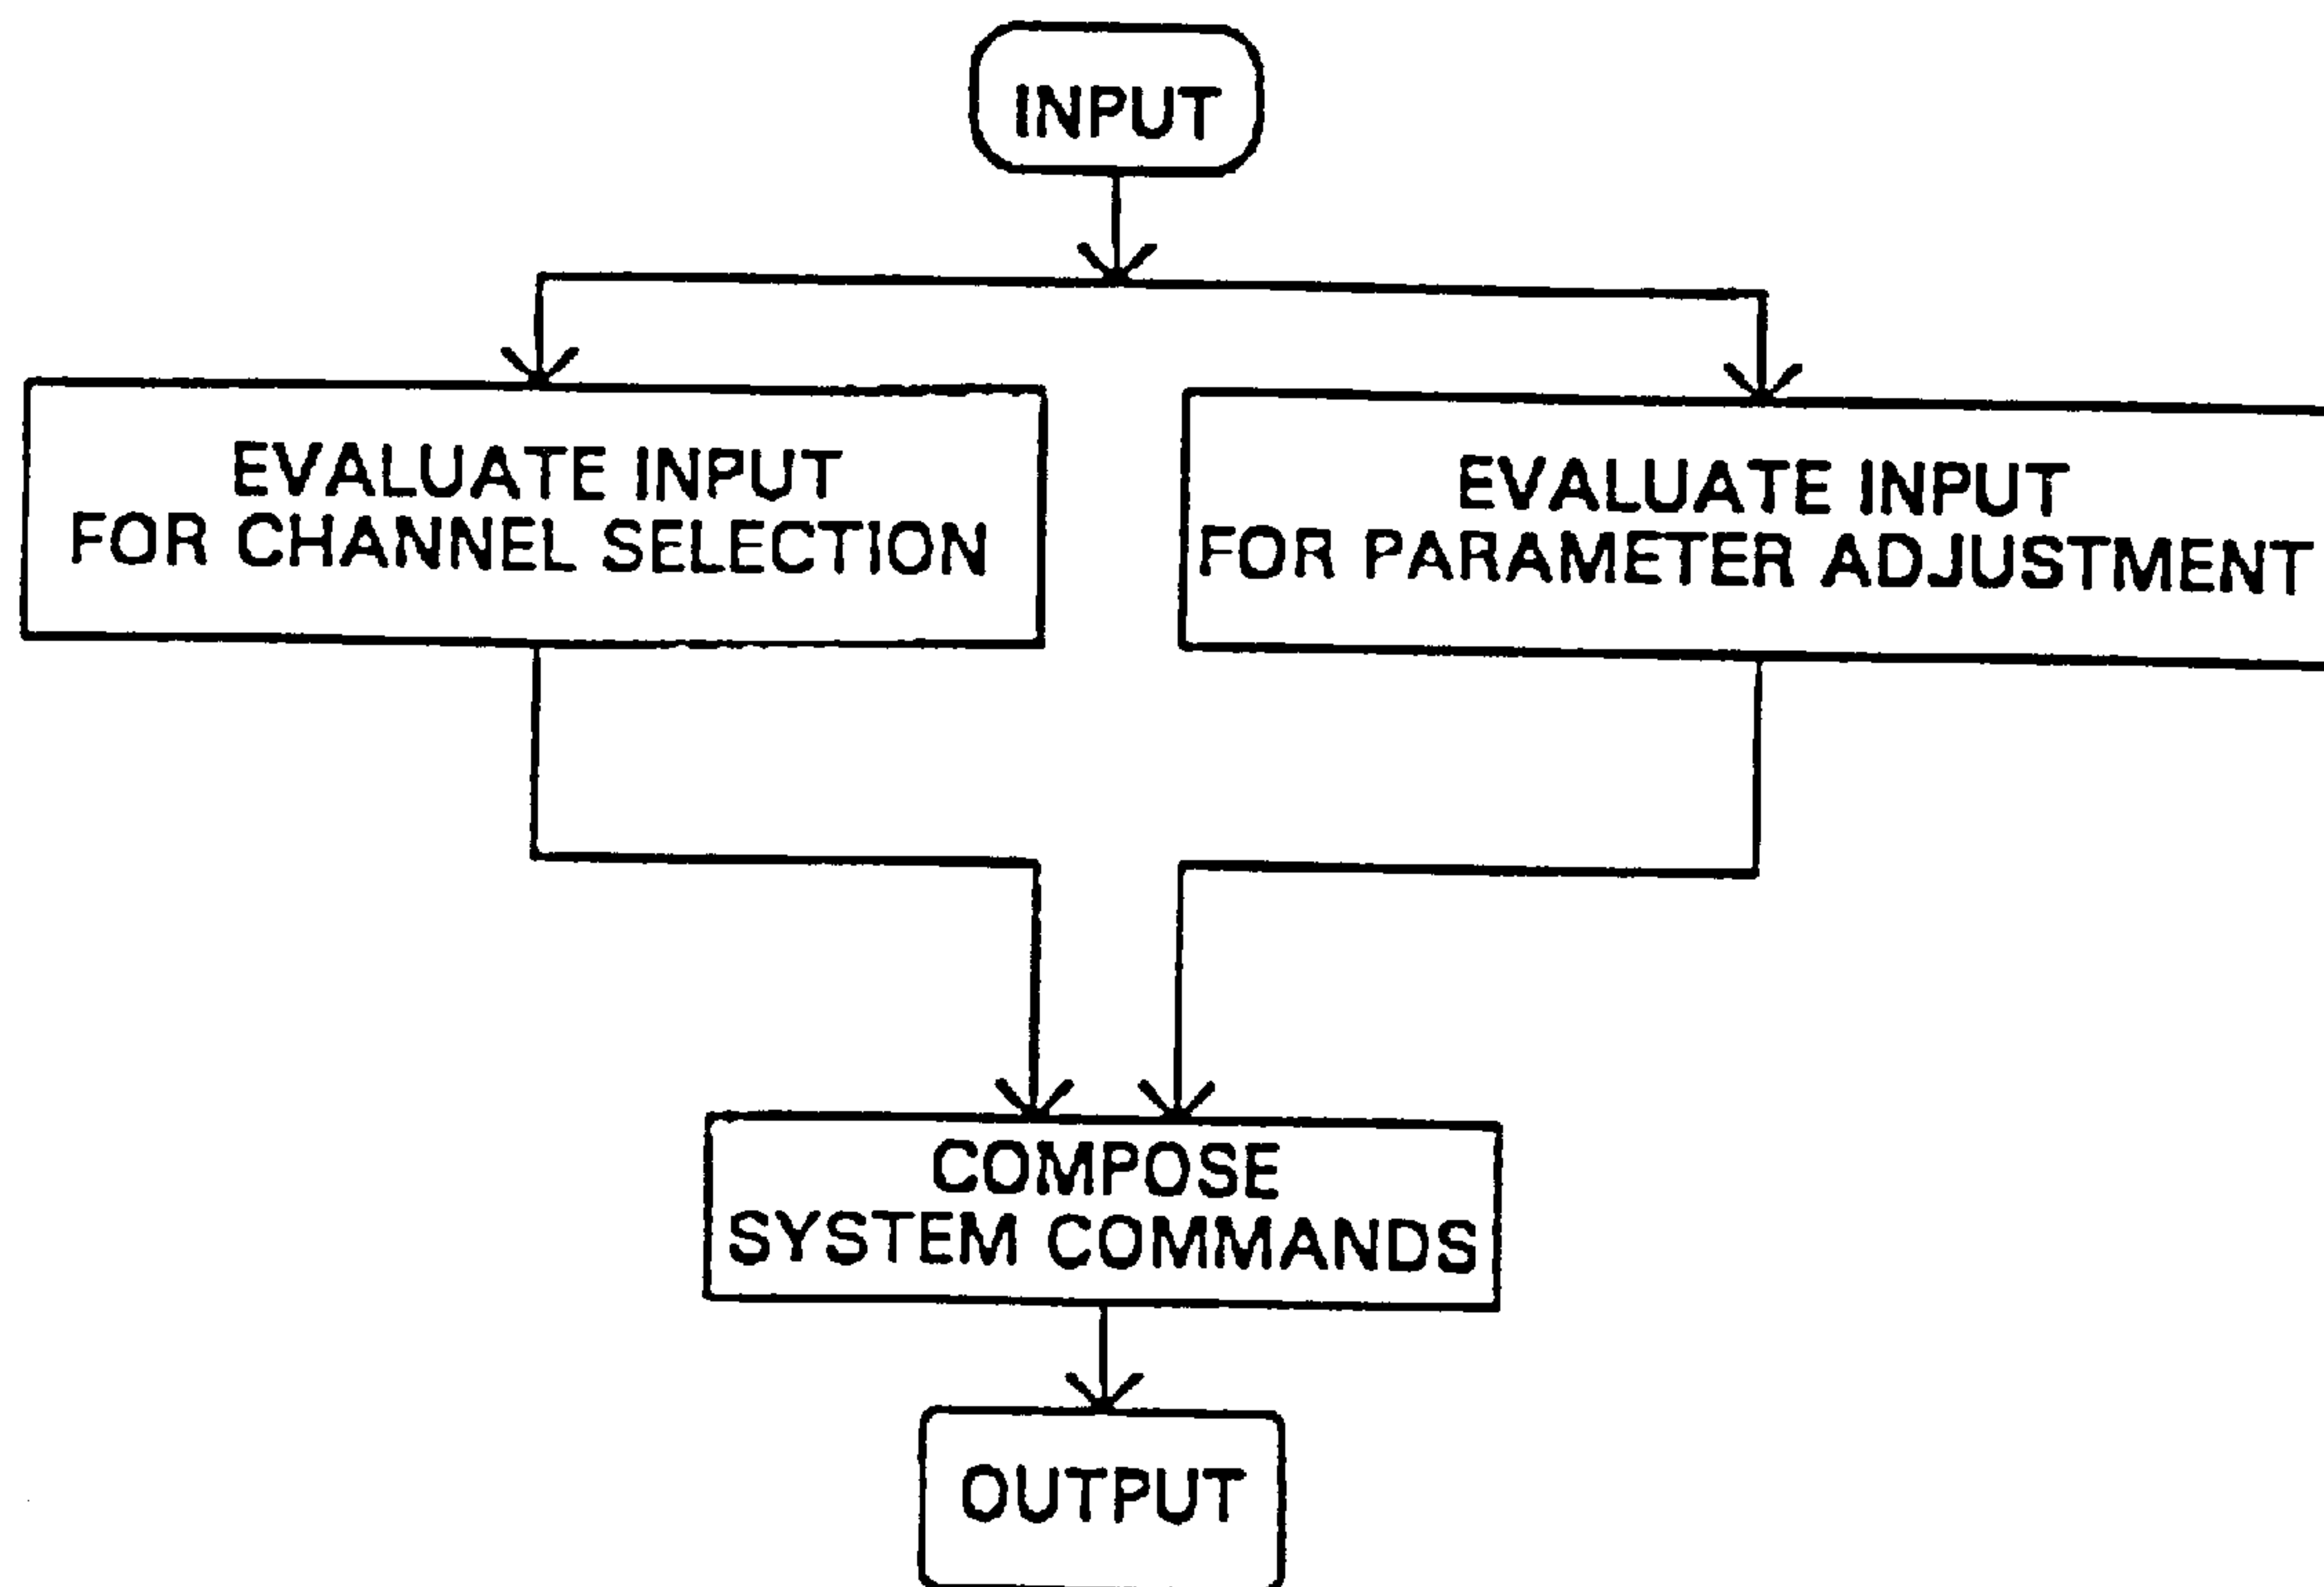 INPUT
EVALUATE INPUT
FOR CHANNEL SELECTION
EVALUATE INPUT
FOR PARAMETER ADJUSTMENT
COMPOSE
SYSTEM COMMANDS
OUTPUT